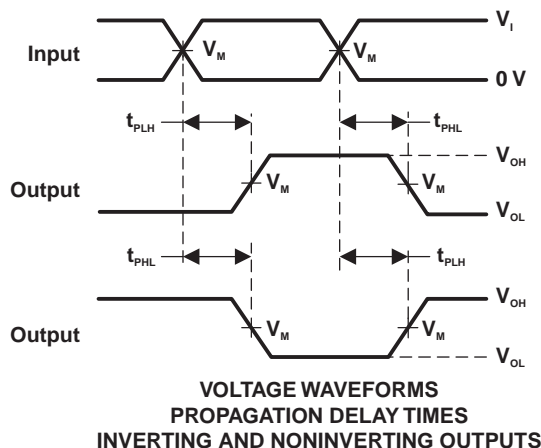 V_I
Input
V_M
V_M
0 V
t_PLH
t_PHL
V_OH
Output
V_M
V_M
V_OL
t_PHL
t_PLH
V_OH
Output
V_M
V_M
V_OL
VOLTAGE WAVEFORMS
PROPAGATION DELAY TIMES
INVERTING AND NONINVERTING OUTPUTS